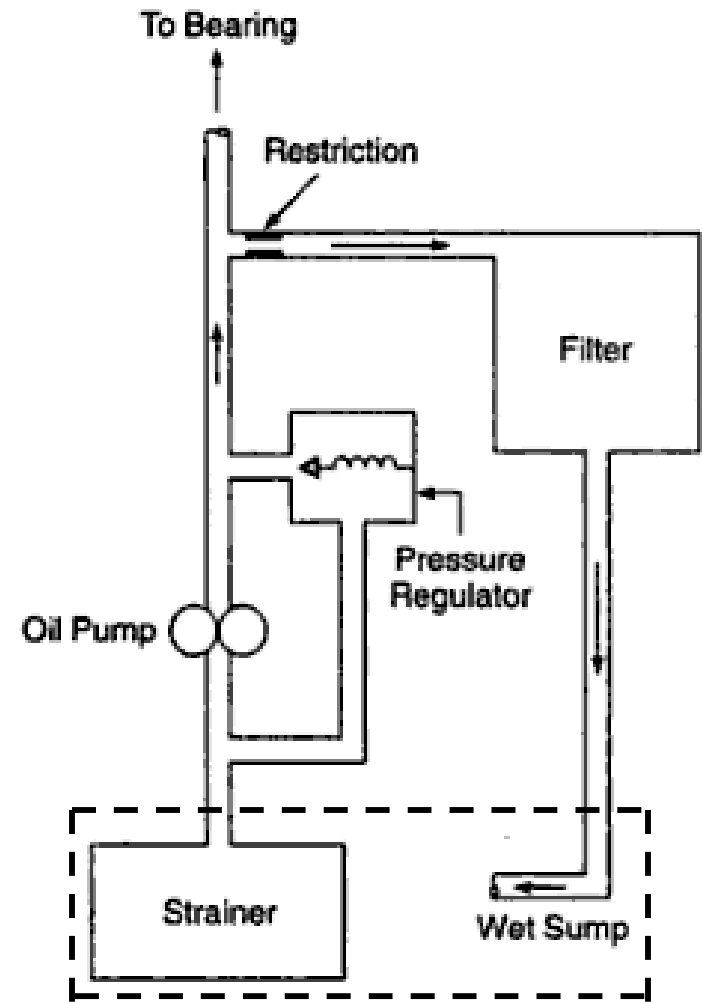 To Bearing
Restriction
Filter
Pressure
Regulator
Oil Pump
Strainer
Wet Sump